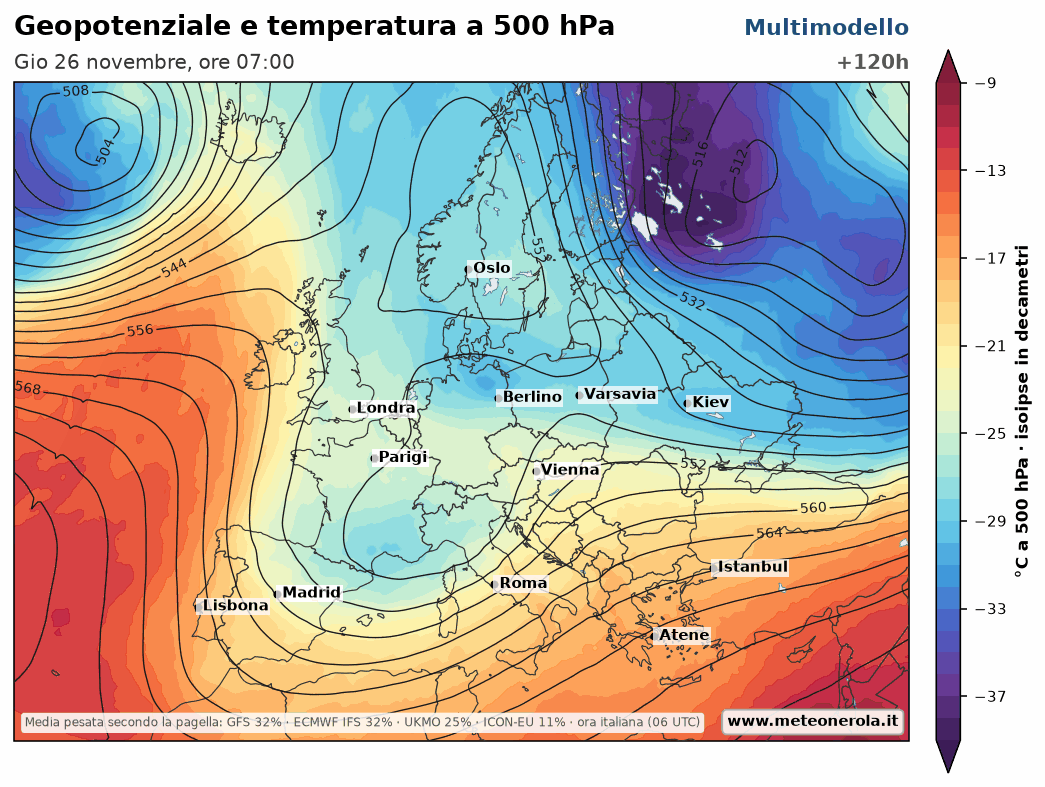 Geopotenziale e temperatura a 500 hPa
Multimodello
Gio 26 novembre, ore 07:00
+120h
508
504
516
512
544
532
556
568
552
560
564
Oslo
Londra
Berlino
Varsavia
Kiev
Parigi
Vienna
Istanbul
Roma
Madrid
Lisbona
Atene
−9
−13
−17
−21
−25
−29
−33
−37
°C a 500 hPa · isoipse in decametri
Media pesata secondo la pagella: GFS 32% · ECMWF IFS 32% · UKMO 25% · ICON-EU 11% · ora italiana (06 UTC)
www.meteonerola.it